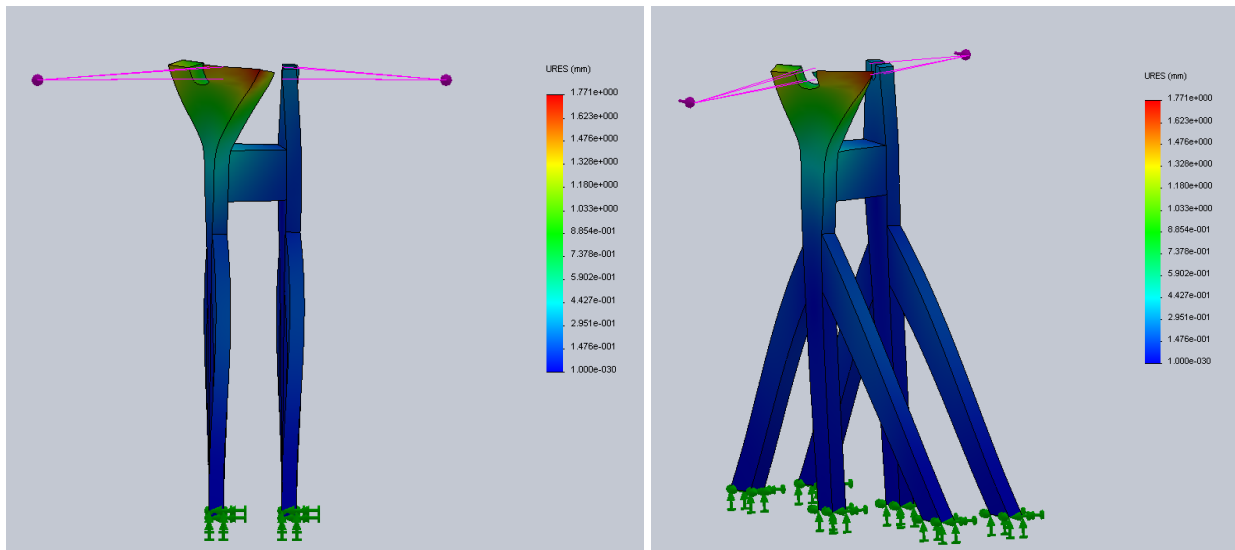 URES (mm)
1.771e+000
1.623e+000
1.476e+000
1.328e+000
1.180e+000
1.033e+000
8.854e-001
7.378e-001
5.902e-001
4.427e-001
2.951e-001
1.476e-001
1.000e-030
URES (mm)
1.771e+000
1.623e+000
1.476e+000
1.328e+000
1.180e+000
1.033e+000
8.854e-001
7.378e-001
5.902e-001
4.427e-001
2.951e-001
1.476e-001
1.000e-030